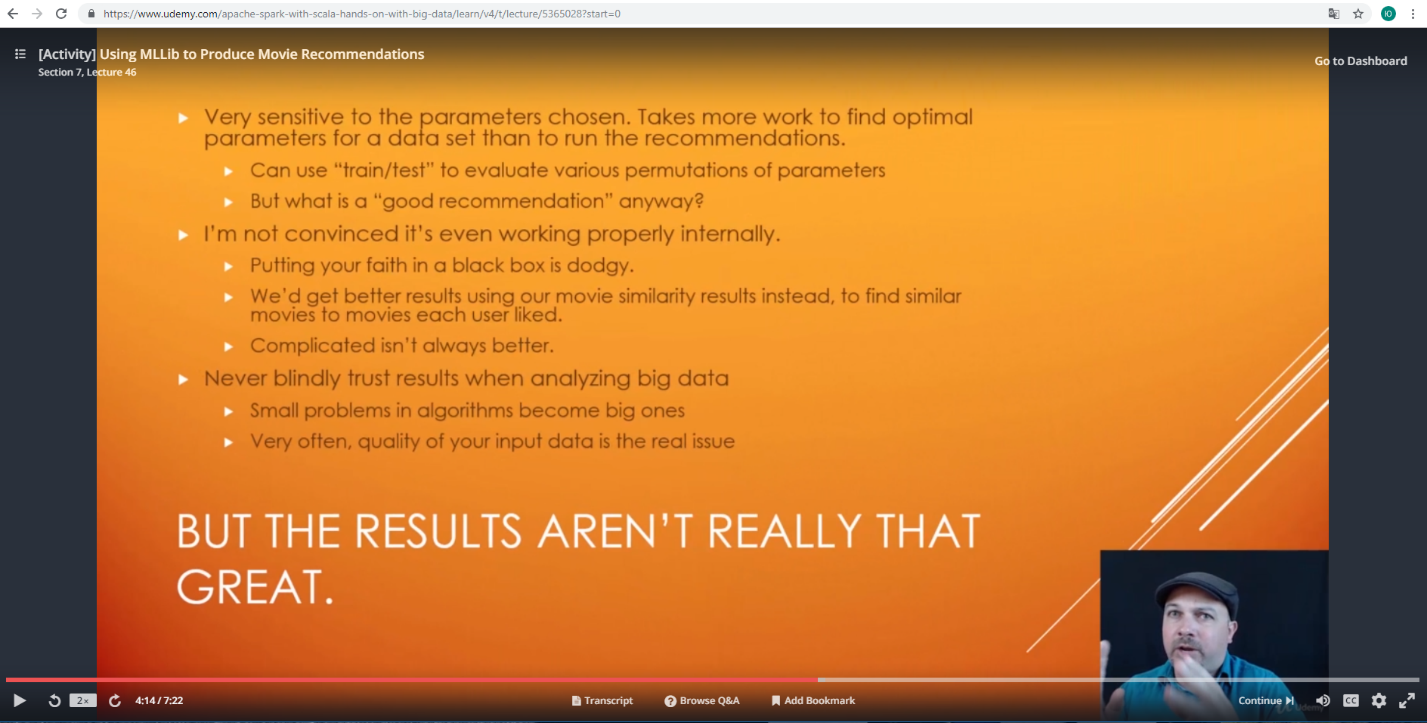 https://www.udemy.com/apache-spark-with-scala-hands-on-with-big-data/learn/v4/t/lecture/5365028?start=0
IO
[Activity] Using MLLib to Produce Movie Recommendations
Section 7, Lecture 46
Go to Dashboard
Very sensitive to the parameters chosen. Takes more work to find optimal
parameters for a data set than to run the recommendations.
Can use “train/test” to evaluate various permutations of parameters
But what is a “good recommendation” anyway?
I’m not convinced it’s even working properly internally.
Putting your faith in a black box is dodgy.
We’d get better results using our movie similarity results instead, to find similar
movies to movies each user liked.
Complicated isn’t always better.
Never blindly trust results when analyzing big data
Small problems in algorithms become big ones
Very often, quality of your input data is the real issue
BUT THE RESULTS AREN’T REALLY THAT
GREAT.
2x
4:14 / 7:22
Transcript
Browse Q&A
Add Bookmark
Continue
CC
udemy